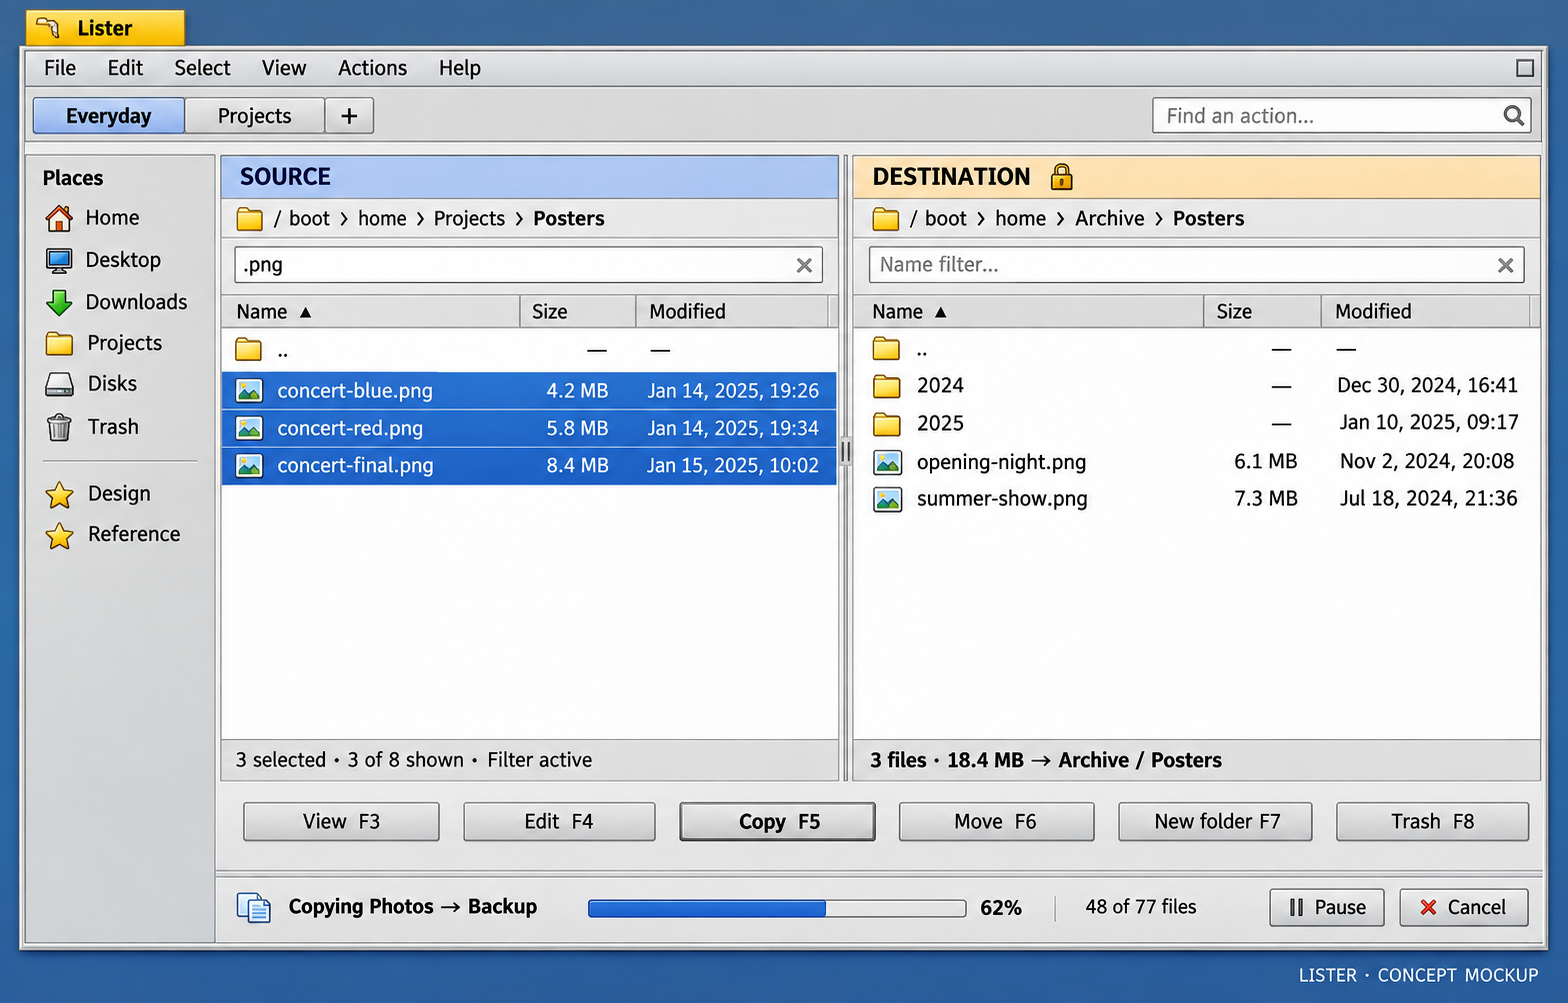 Lister
File Edit Select View Actions Help
Everyday Projects + Find an action...
Places
Home
Desktop
Downloads
Projects
Disks
Trash
Design
Reference
SOURCE
/ boot > home > Projects > Posters
.png
Name ▲ Size Modified
.. — —
concert-blue.png 4.2 MB Jan 14, 2025, 19:26
concert-red.png 5.8 MB Jan 14, 2025, 19:34
concert-final.png 8.4 MB Jan 15, 2025, 10:02
3 selected · 3 of 8 shown · Filter active
DESTINATION
/ boot > home > Archive > Posters
Name filter...
Name ▲ Size Modified
.. — —
2024 — Dec 30, 2024, 16:41
2025 — Jan 10, 2025, 09:17
opening-night.png 6.1 MB Nov 2, 2024, 20:08
summer-show.png 7.3 MB Jul 18, 2024, 21:36
3 files · 18.4 MB → Archive / Posters
View F3 Edit F4 Copy F5 Move F6 New folder F7 Trash F8
Copying Photos → Backup 62% 48 of 77 files Pause Cancel
LISTER · CONCEPT MOCKUP